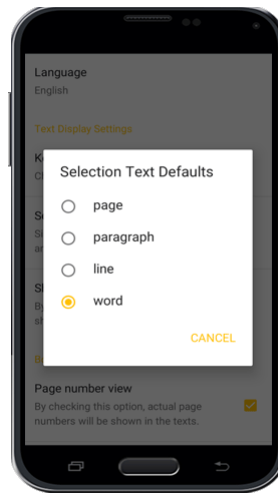 Language
English
Text Display Settings
Selection Text Defaults
page
paragraph
line
word
CANCEL
Page number view
By checking this option, actual page
numbers will be shown in the texts.